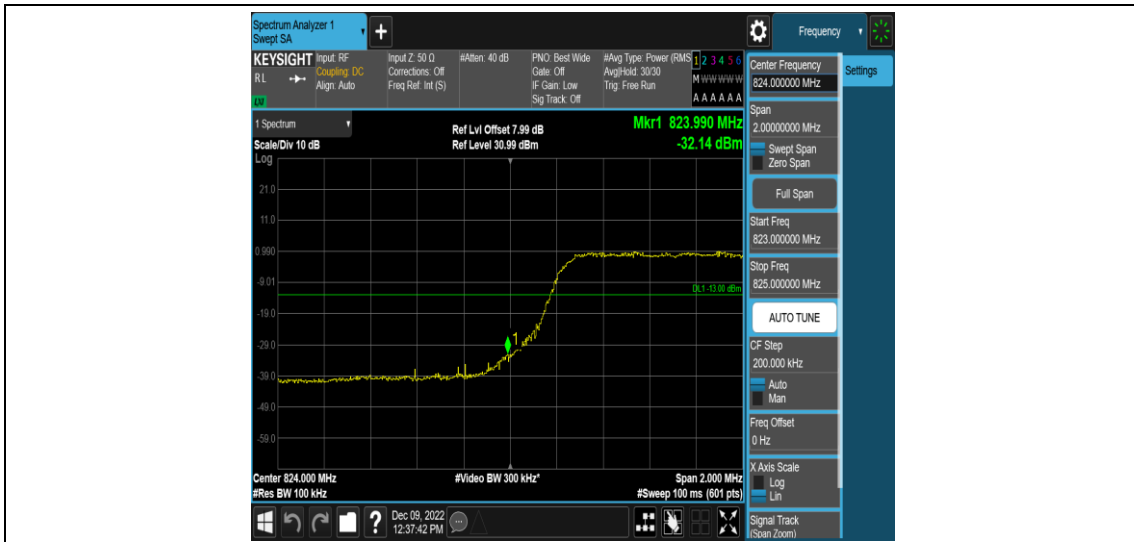 Spectrum Analyzer 1
Swept SA
+
Frequency
KEYSIGHT
RL
LXI
Input: RF
Coupling: DC
Align: Auto
Input Z: 50 Ω
Corrections: Off
Freq Ref: Int (S)
#Atten: 40 dB
PNO: Best Wide
Gate: Off
IF Gain: Low
Sig Track: Off
#Avg Type: Power (RMS
Avg|Hold: 30/30
Trig: Free Run
1 2 3 4 5 6
M W W W W W
A A A A A A
1 Spectrum
Scale/Div 10 dB
Log
Ref Lvl Offset 7.99 dB
Ref Level 30.99 dBm
Mkr1 823.990 MHz
-32.14 dBm
21.0
11.0
0.990
-9.01
DL1 -13.00 dBm
-19.0
1
-29.0
-39.0
-49.0
-59.0
Center 824.000 MHz
#Video BW 300 kHz*
Span 2.000 MHz
#Res BW 100 kHz
#Sweep 100 ms (601 pts)
Settings
Center Frequency
824.000000 MHz
Span
2.00000000 MHz
Swept Span
Zero Span
Full Span
Start Freq
823.000000 MHz
Stop Freq
825.000000 MHz
AUTO TUNE
CF Step
200.000 kHz
Auto
Man
Freq Offset
0 Hz
X Axis Scale
Log
Lin
Signal Track
(Span Zoom)
?
Dec 09, 2022
12:37:42 PM